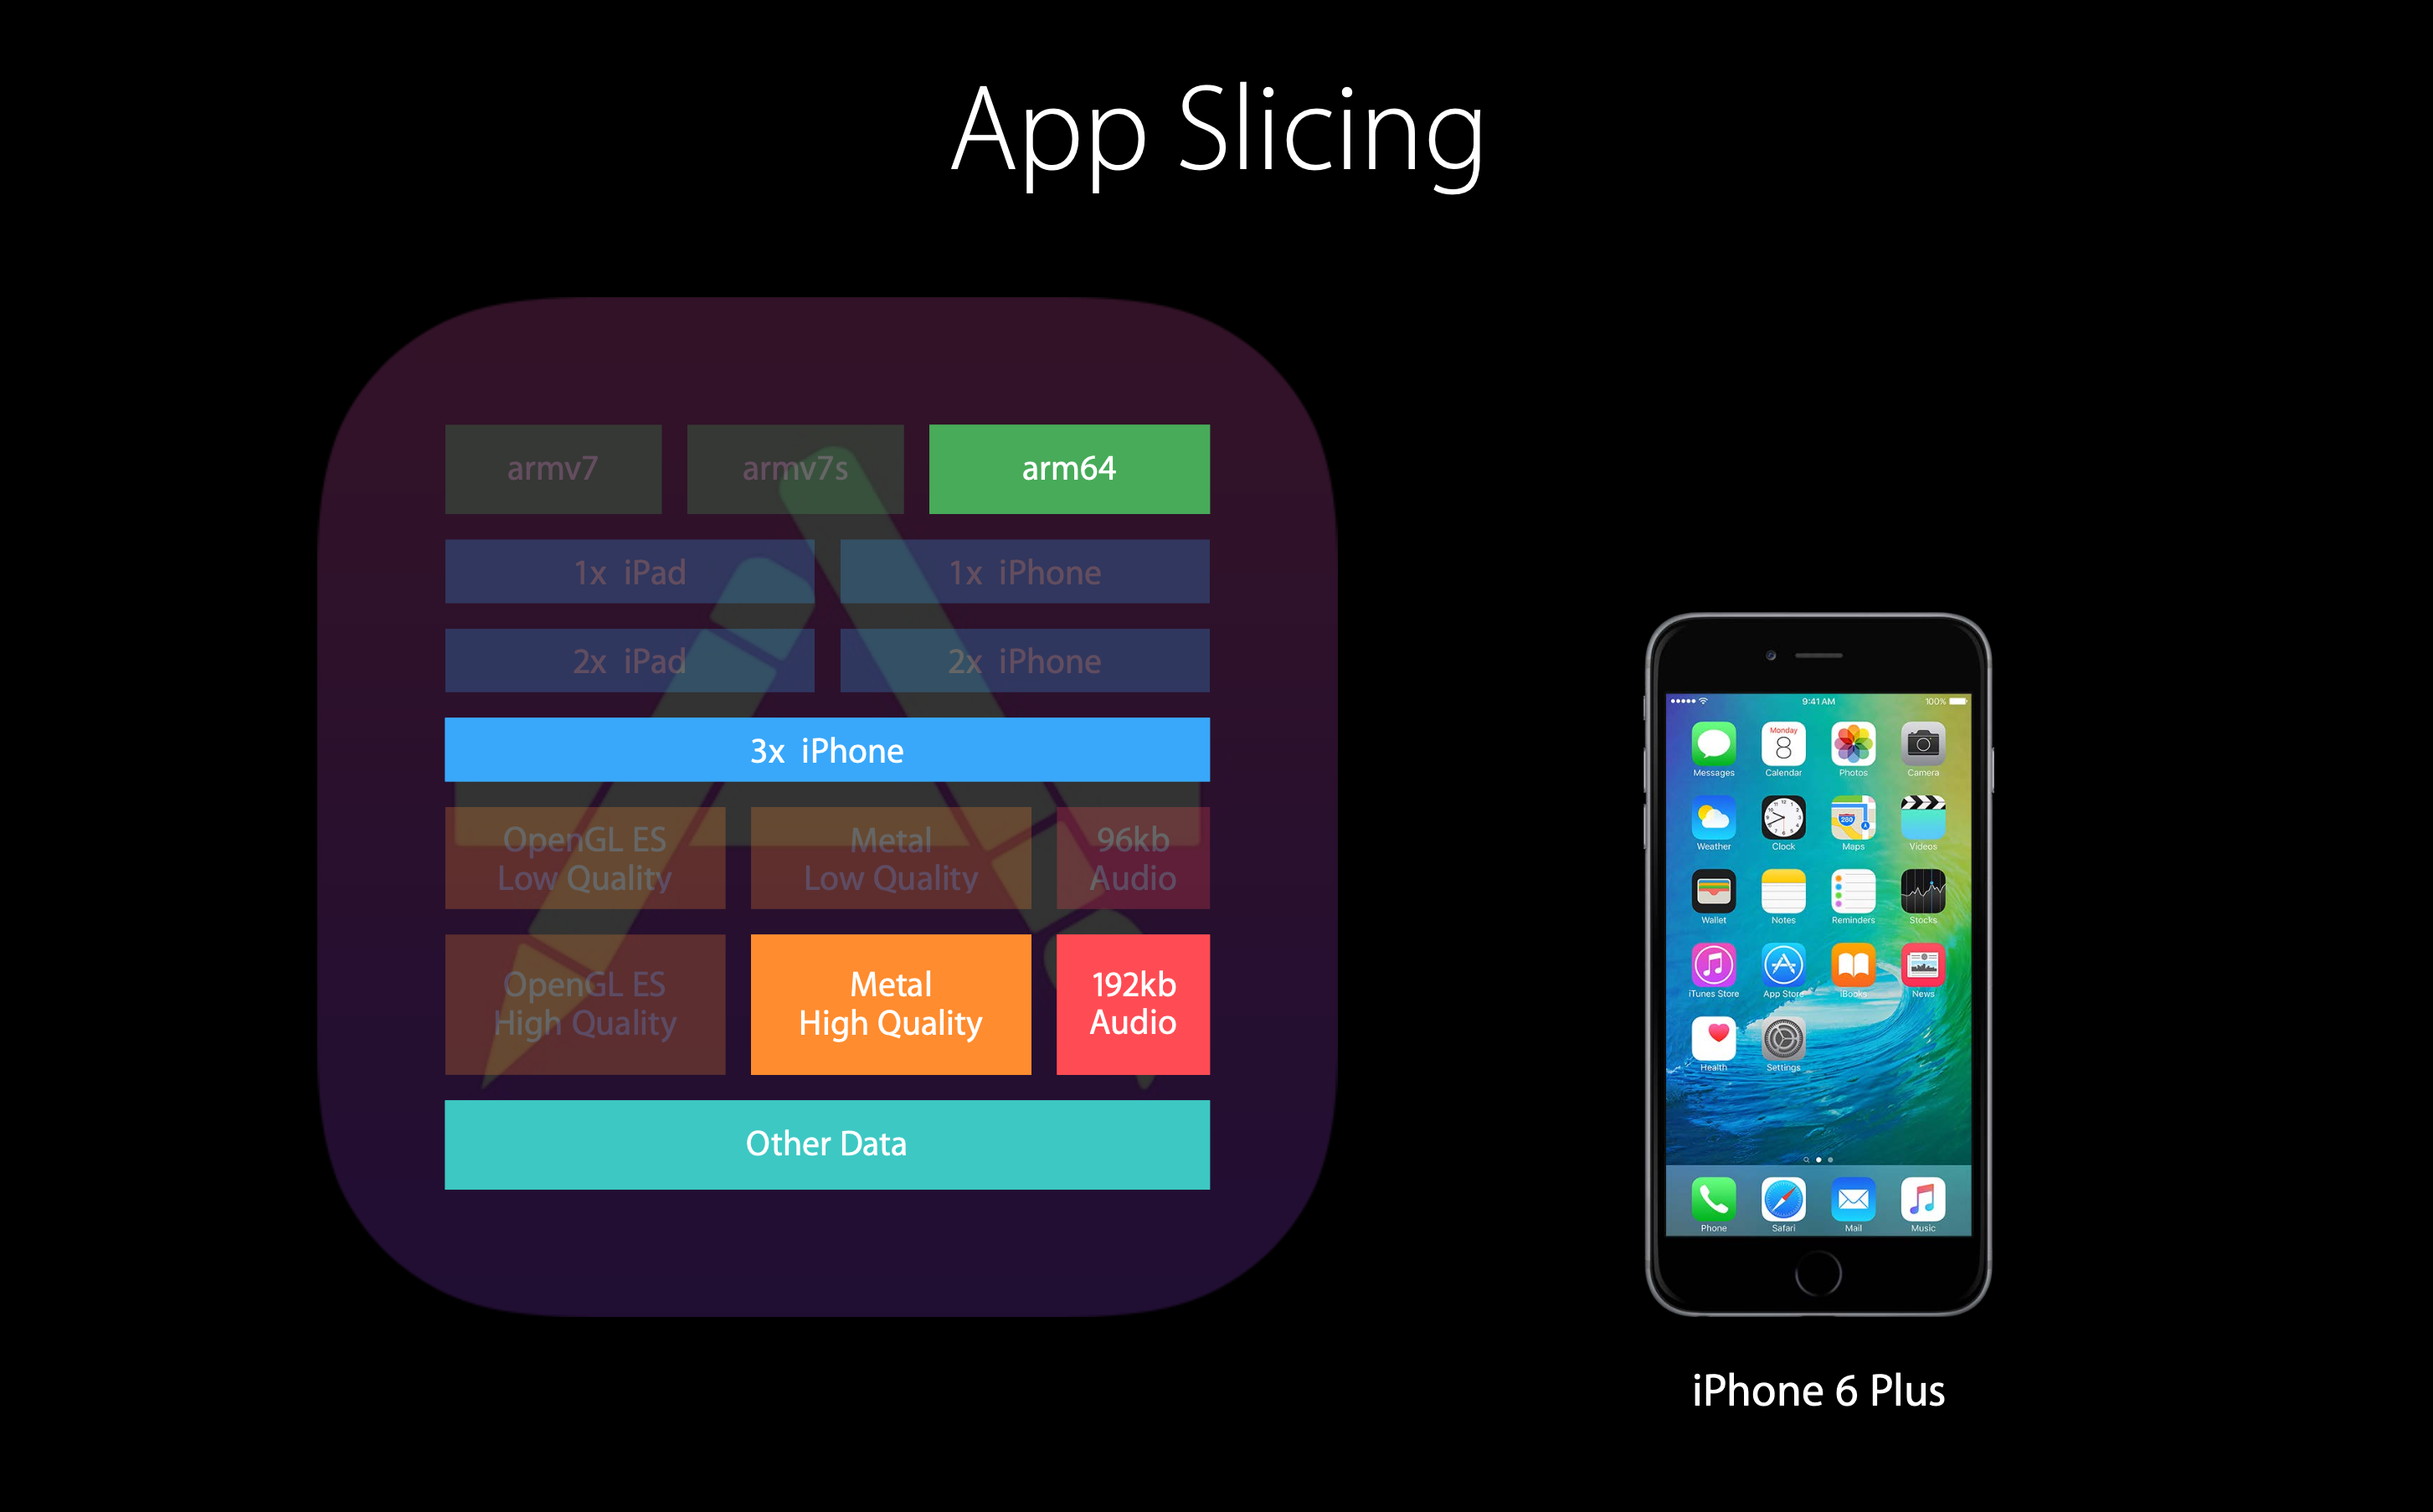 App Slicing
armv7
armv7s
arm64
1x iPad
1x iPhone
2x iPad
2x iPhone
3x iPhone
OpenGL ES
Low Quality
Metal
Low Quality
96kb
Audio
OpenGL ES
High Quality
Metal
High Quality
192kb
Audio
Other Data
9:41 AM
100%
Monday
8
Messages
Calendar
Photos
Camera
280
Weather
Clock
Maps
Videos
Wallet
Notes
Reminders
Stocks
iTunes Store
App Store
iBooks
News
Health
Settings
Phone
Safari
Mail
Music
iPhone 6 Plus